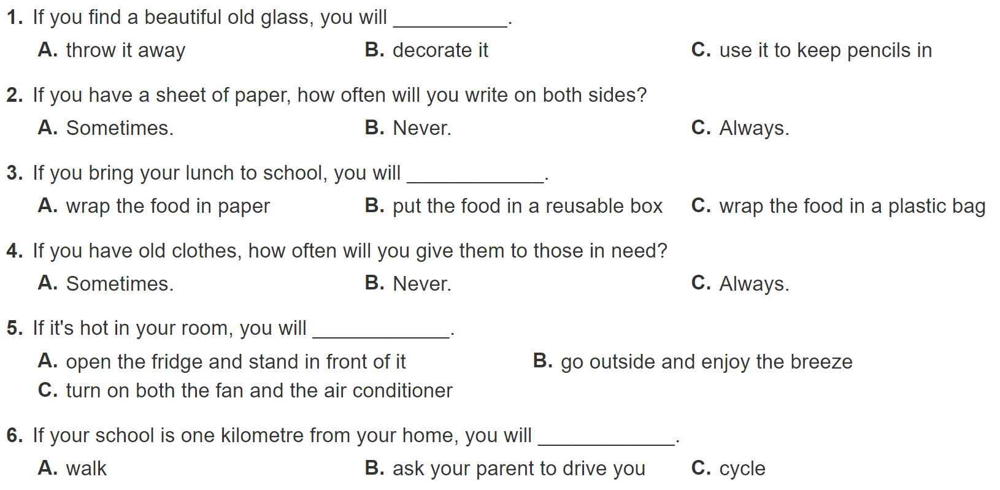 1. If you find a beautiful old glass, you will __________.
A. throw it away B. decorate it C. use it to keep pencils in
2. If you have a sheet of paper, how often will you write on both sides?
A. Sometimes. B. Never. C. Always.
3. If you bring your lunch to school, you will ____________.
A. wrap the food in paper B. put the food in a reusable box C. wrap the food in a plastic bag
4. If you have old clothes, how often will you give them to those in need?
A. Sometimes. B. Never. C. Always.
5. If it's hot in your room, you will ____________.
A. open the fridge and stand in front of it B. go outside and enjoy the breeze
C. turn on both the fan and the air conditioner
6. If your school is one kilometre from your home, you will ____________.
A. walk B. ask your parent to drive you C. cycle